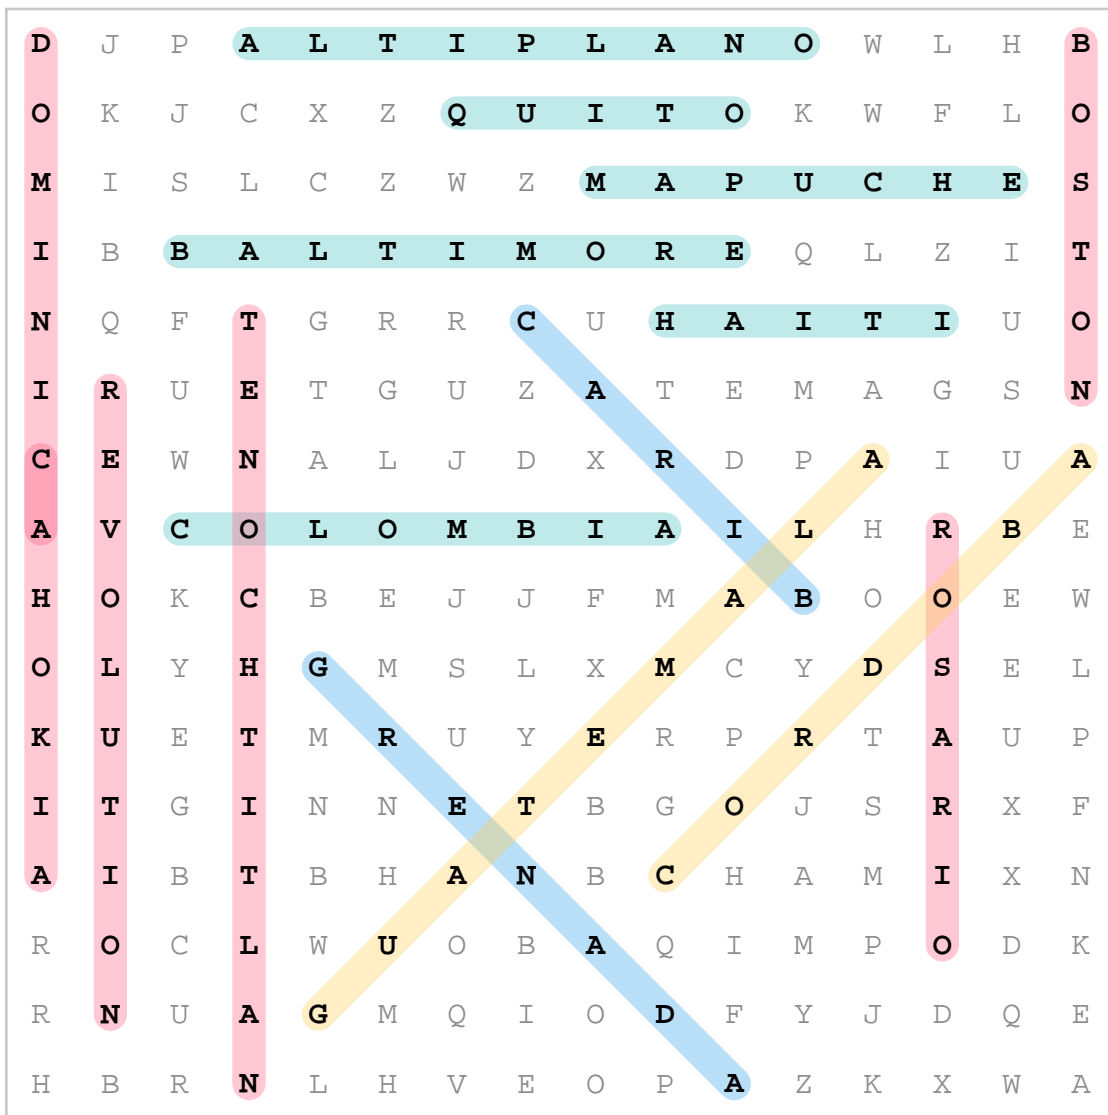 D J P A L T I P L A N O W L H B
O K J C X Z Q U I T O K W F L O
M I S L C Z W Z M A P U C H E S
I B B A L T I M O R E Q L Z I T
N Q F T G R R C U H A I T I U O
I R U E T G U Z A T E M A G S N
C E W N A L J D X R D P A I U A
A V C O L O M B I A I L H R B E
H O K C B E J J F M A B O O E W
O L Y H G M S L X M C Y D S E L
K U E T M R U Y E R P R T A U P
I T G I N N E T B G O J S R X F
A I B T B H A N B C H A M I X N
R O C L W U O B A Q I M P O D K
R N U A G M Q I O D F Y J D Q E
H B R N L H V E O P A Z K X W A